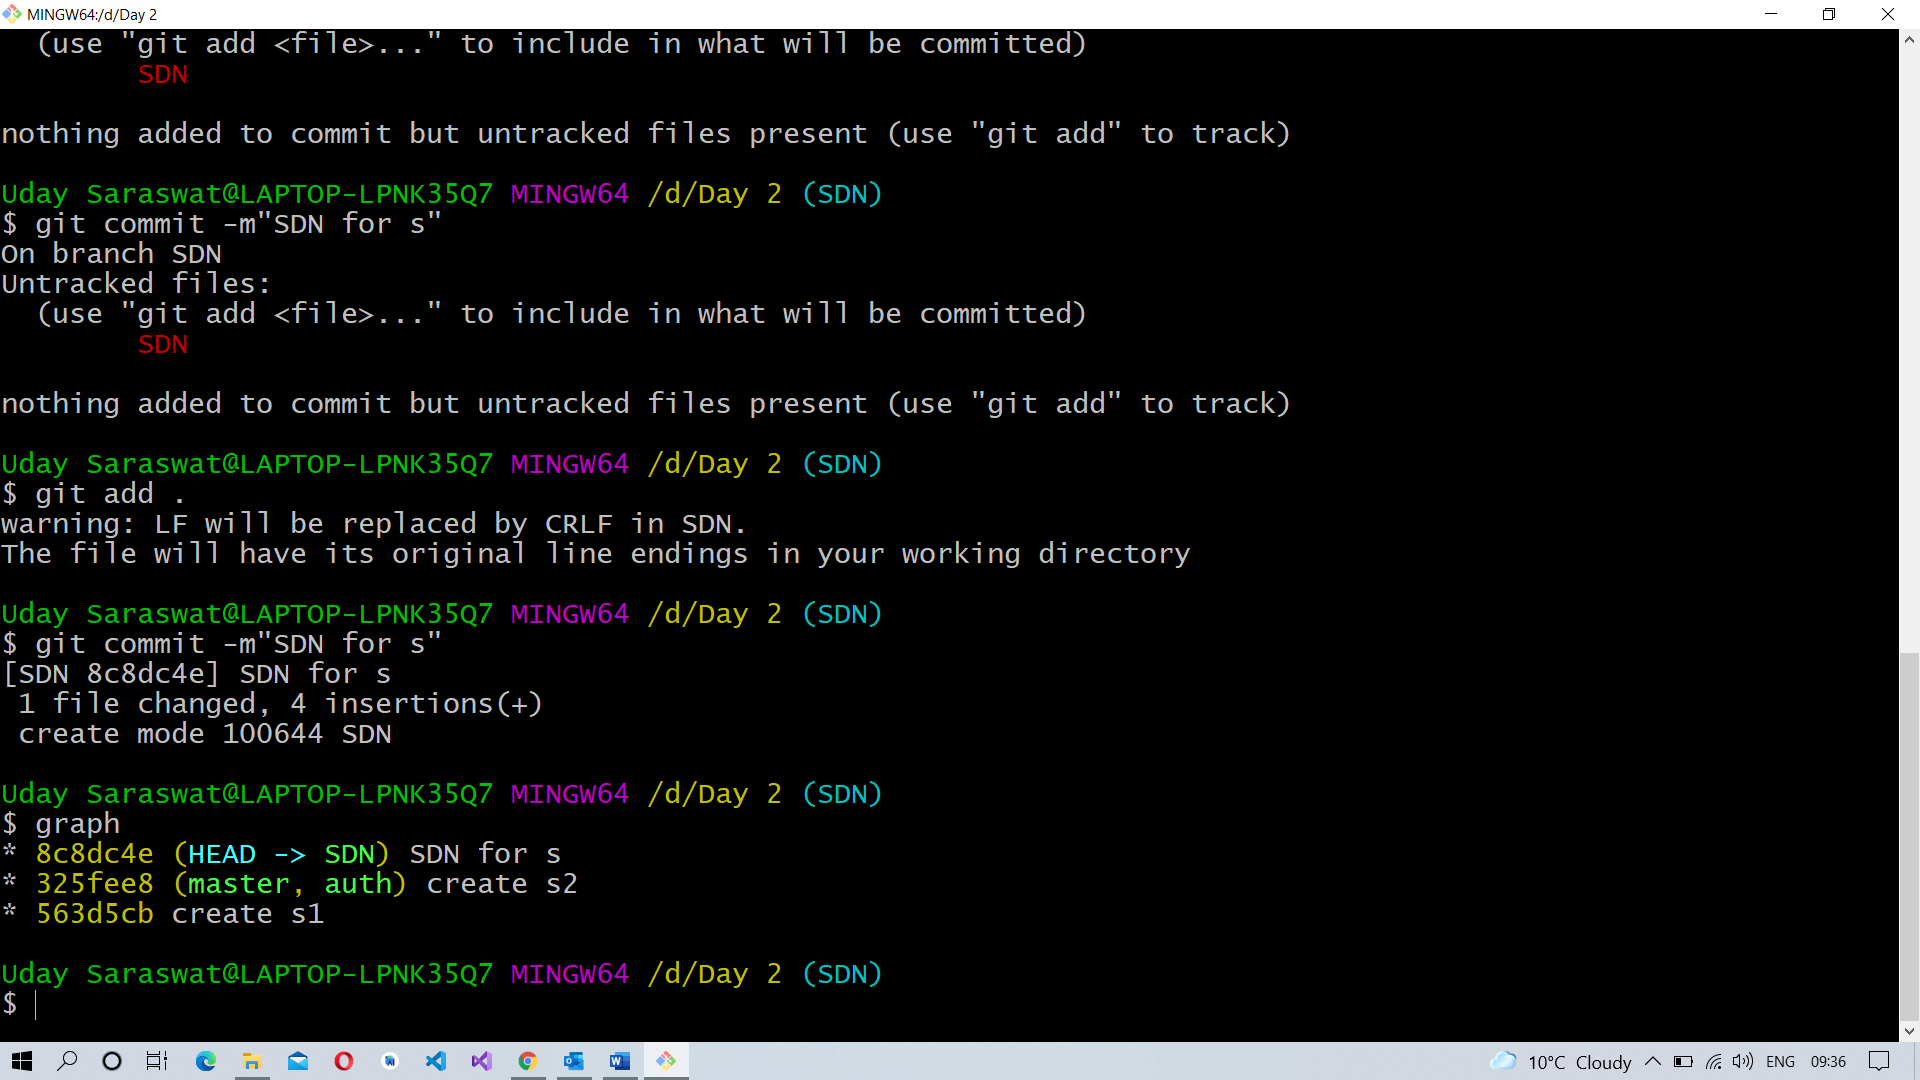 MINGW64:/d/Day 2
(use "git add <file>..." to include in what will be committed)
SDN
nothing added to commit but untracked files present (use "git add" to track)
Uday Saraswat@LAPTOP-LPNK35Q7 MINGW64 /d/Day 2 (SDN)
$ git commit -m"SDN for s"
On branch SDN
Untracked files:
(use "git add <file>..." to include in what will be committed)
SDN
nothing added to commit but untracked files present (use "git add" to track)
Uday Saraswat@LAPTOP-LPNK35Q7 MINGW64 /d/Day 2 (SDN)
$ git add .
warning: LF will be replaced by CRLF in SDN.
The file will have its original line endings in your working directory
Uday Saraswat@LAPTOP-LPNK35Q7 MINGW64 /d/Day 2 (SDN)
$ git commit -m"SDN for s"
[SDN 8c8dc4e] SDN for s
1 file changed, 4 insertions(+)
create mode 100644 SDN
Uday Saraswat@LAPTOP-LPNK35Q7 MINGW64 /d/Day 2 (SDN)
$ graph
* 8c8dc4e (HEAD -> SDN) SDN for s
* 325fee8 (master, auth) create s2
* 563d5cb create s1
Uday Saraswat@LAPTOP-LPNK35Q7 MINGW64 /d/Day 2 (SDN)
$
10°C Cloudy ENG 09:36